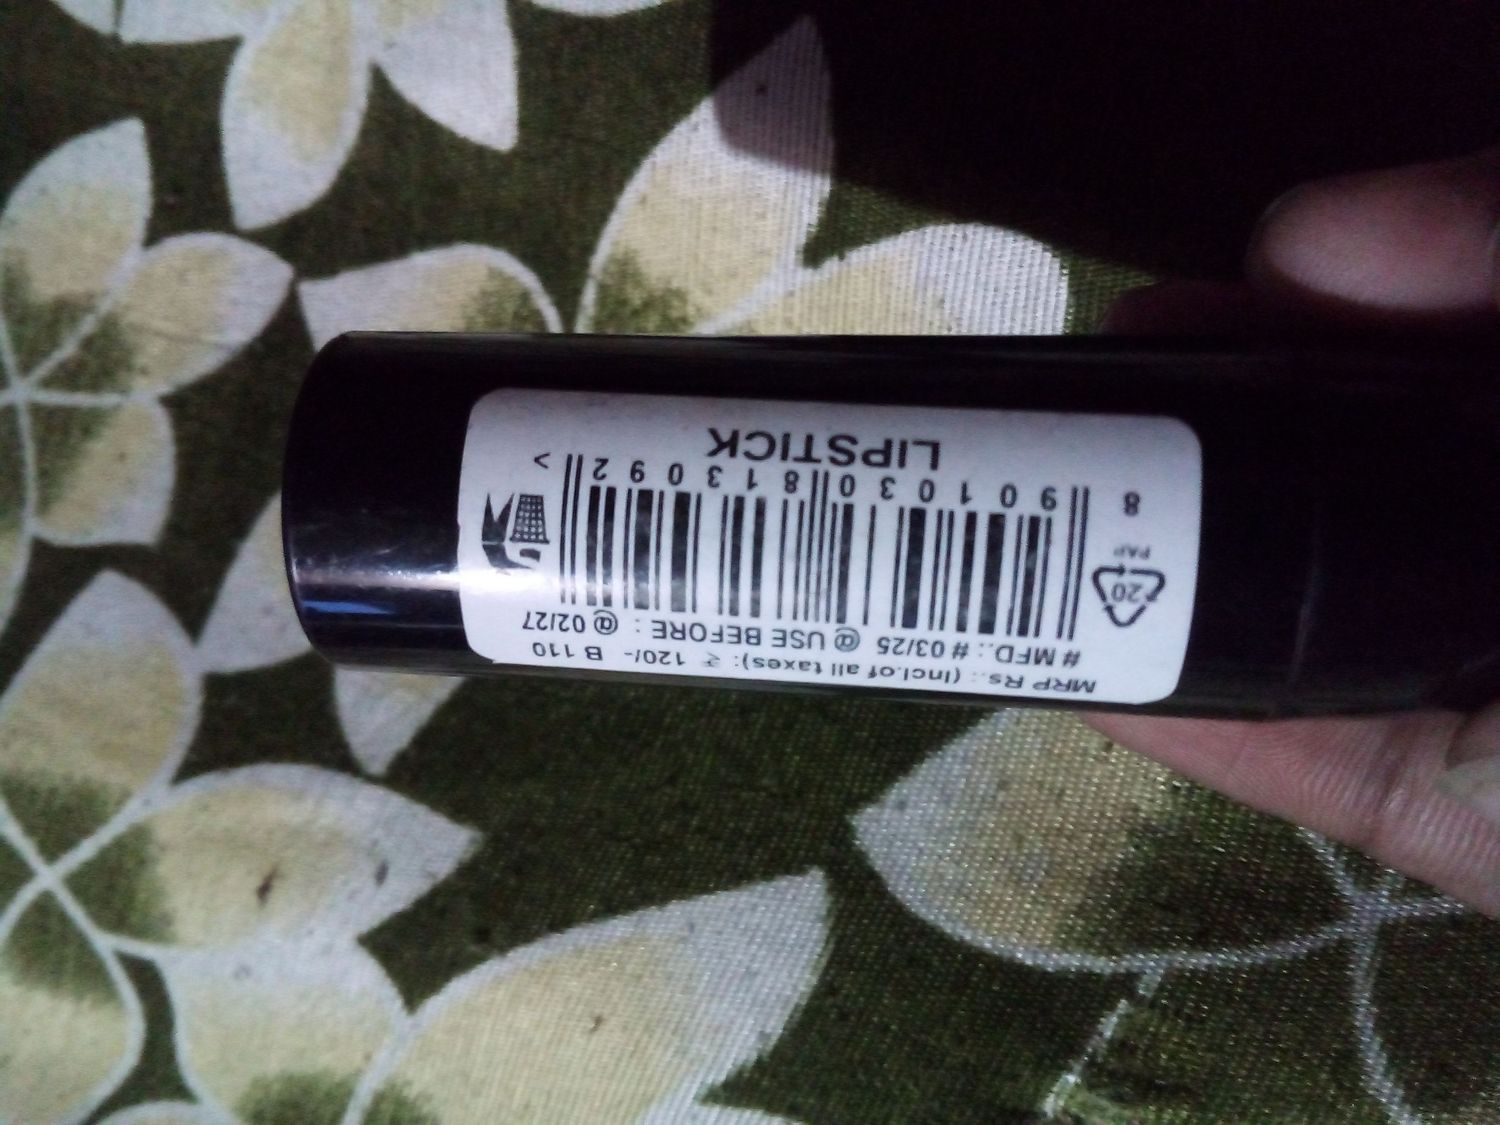 MRP Rs.: (Incl.of all taxes): ₹ 120/- B 110
# MFD.: # 03/25 @ USE BEFORE : @ 02/27
20
PAP
8 901030 813092 >
LIPSTICK